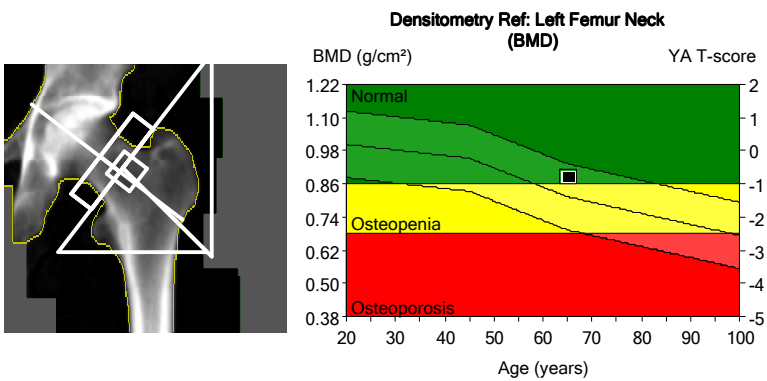 Densitometry Ref: Left Femur Neck
(BMD)
BMD (g/cm²)
YA T-score
1.22
1.10
0.98
0.86
0.74
0.62
0.50
0.38
Normal
Osteopenia
Osteoporosis
2
1
0
-1
-2
-3
-4
-5
20 30 40 50 60 70 80 90 100
Age (years)